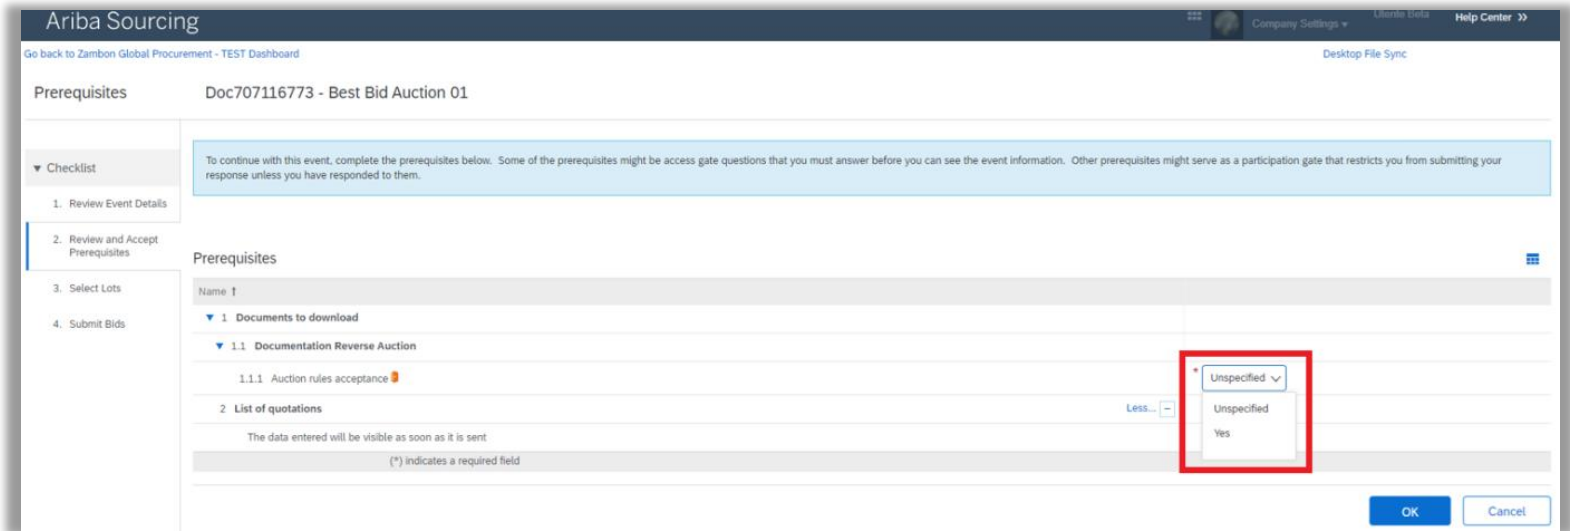 Ariba Sourcing
Company Settings
Utente Beta
Help Center »
Go back to Zambon Global Procurement - TEST Dashboard
Desktop File Sync
Prerequisites
Doc707116773 - Best Bid Auction 01
▼ Checklist
1. Review Event Details
2. Review and Accept
Prerequisites
3. Select Lots
4. Submit Bids
To continue with this event, complete the prerequisites below. Some of the prerequisites might be access gate questions that you must answer before you can see the event information. Other prerequisites might serve as a participation gate that restricts you from submitting your
response unless you have responded to them.
Prerequisites
Name ↑
▼ 1 Documents to download
▼ 1.1 Documentation Reverse Auction
1.1.1 Auction rules acceptance
* Unspecified
Unspecified
Yes
2 List of quotations
Less... −
The data entered will be visible as soon as it is sent
(*) indicates a required field
OK
Cancel